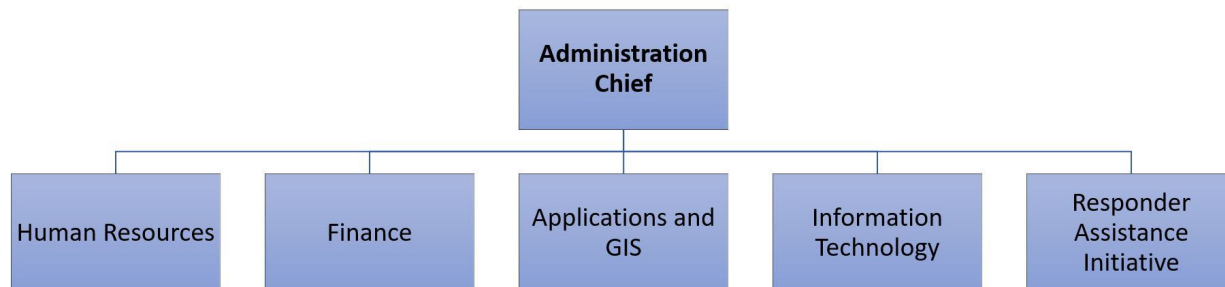 Administration
Chief
Human Resources
Finance
Applications and
GIS
Information
Technology
Responder
Assistance
Initiative